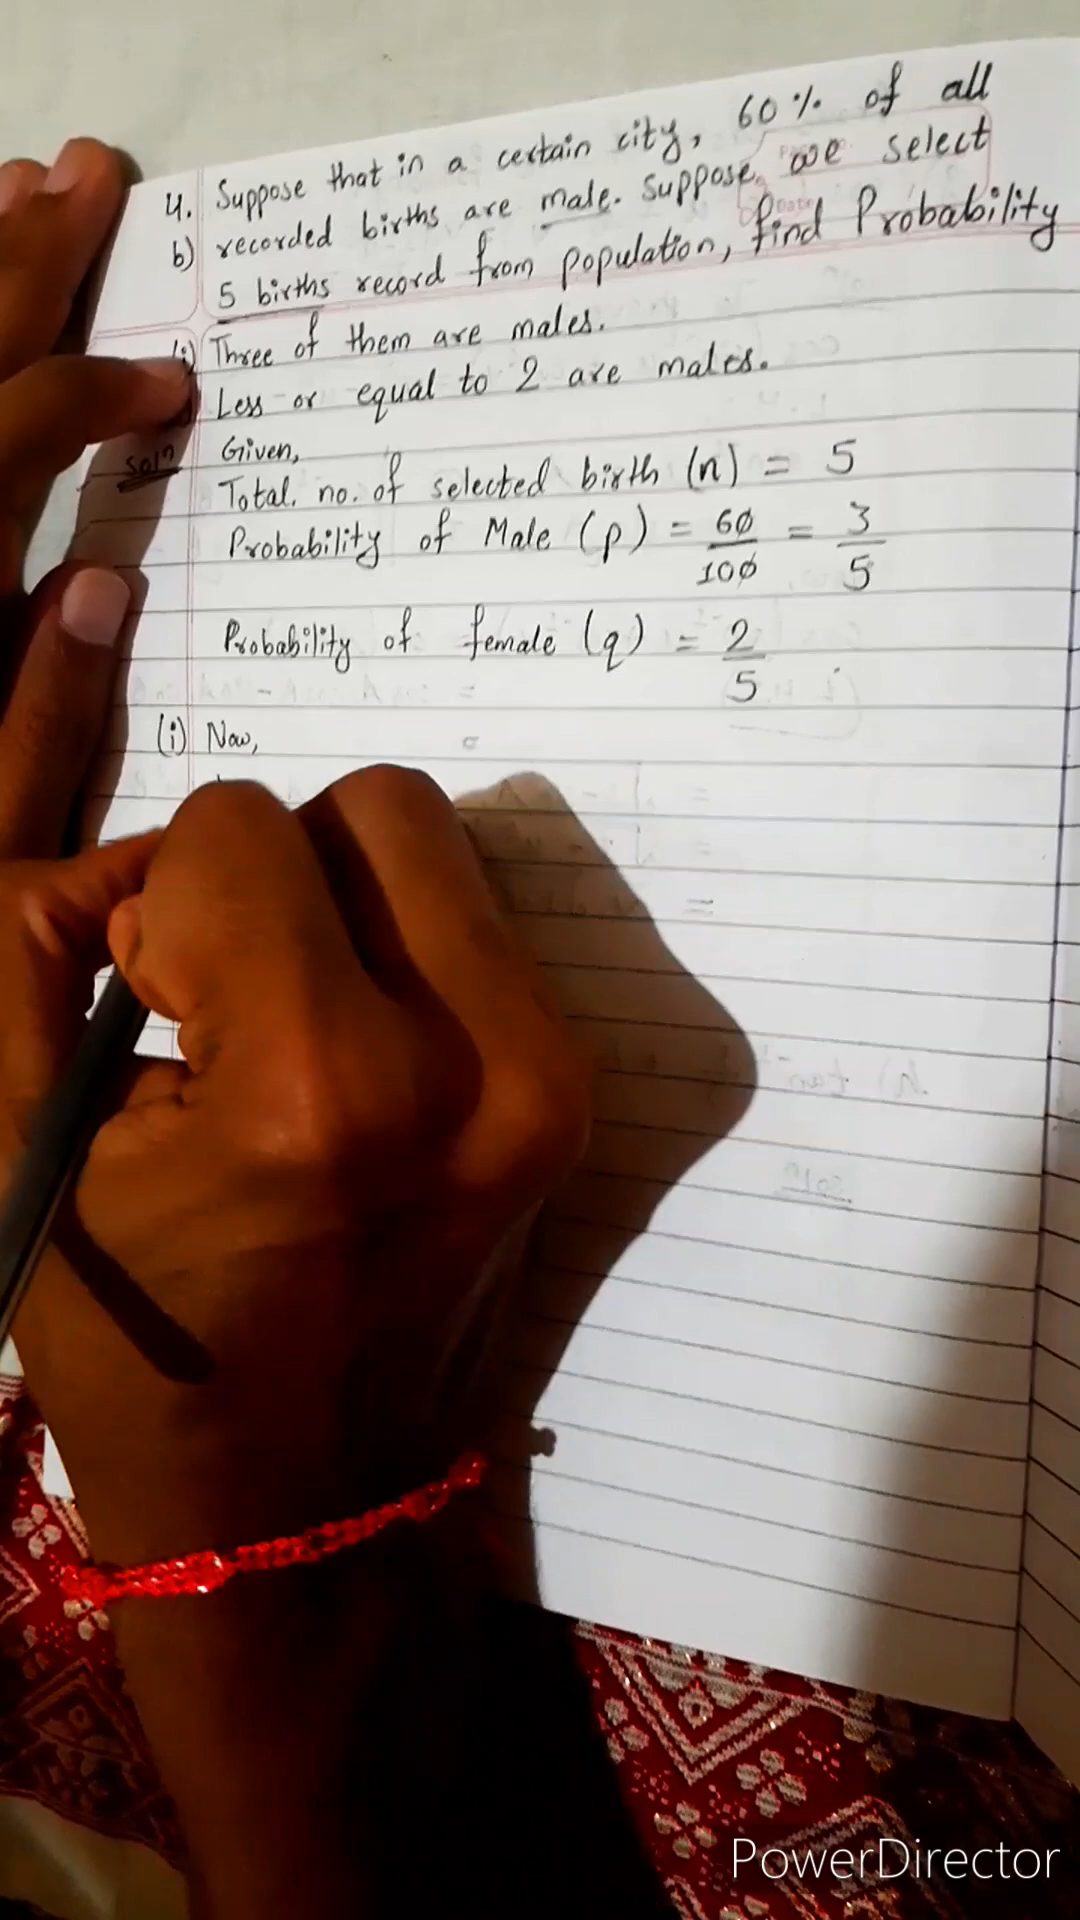 4. Suppose that in a certain city, 60% of all
b) recorded births are male. Suppose, we select
5 births record from population, find Probability
(i) Three of them are males.
Less or equal to 2 are males.
Soln Given,
Total. no. of selected birth (n) = 5
Probability of Male (p) = 60/100 = 3/5
Probability of female (q) = 2/5
(i) Now,
PowerDirector